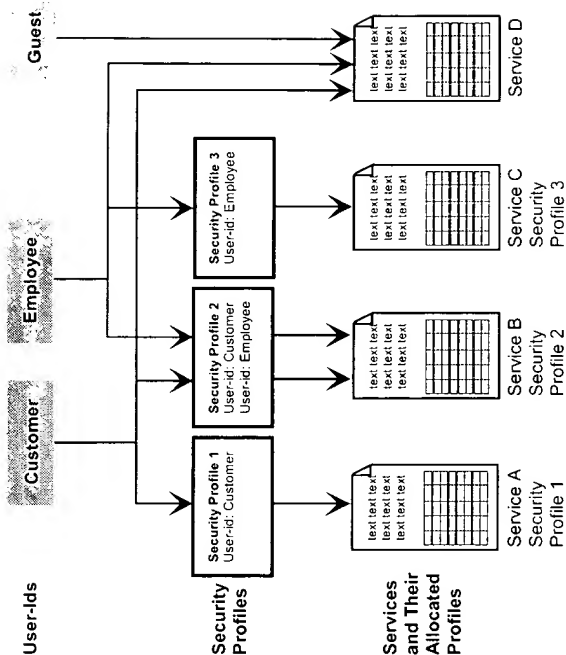 User-Ids
Customer
Employee
Guest
Security
Profiles
Security Profile 1
User-id: Customer
Security Profile 2
User-id: Customer
User-id: Employee
Security Profile 3
User-id: Employee
Services
and Their
Allocated
Profiles
text text text
text text text
text text text
text text text
text text text
text text text
text text text
text text text
text text text
text text text
text text text
text text text
Service A
Security
Profile 1
Service B
Security
Profile 2
Service C
Security
Profile 3
Service D